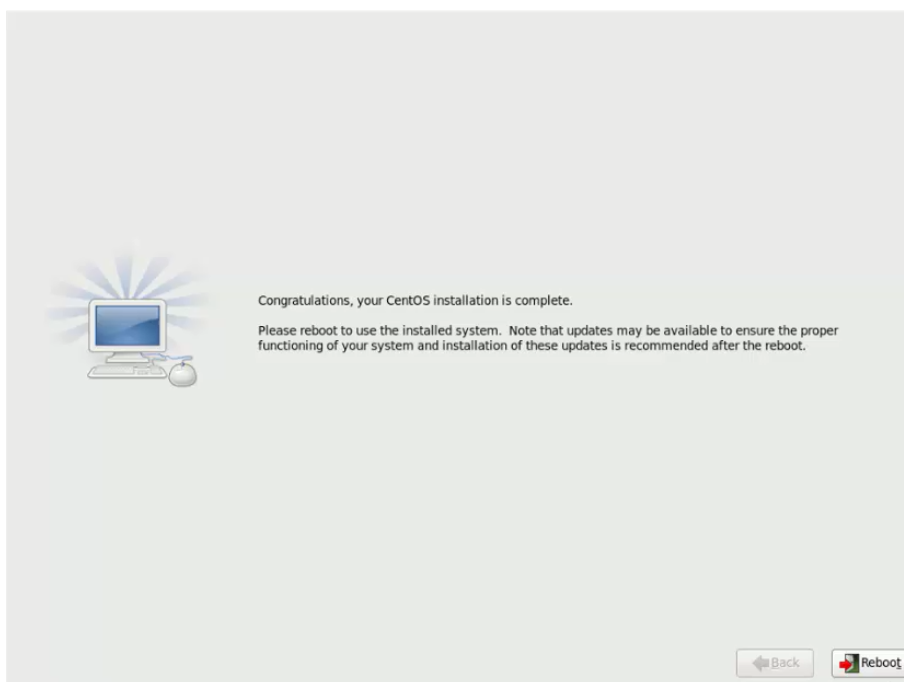 Congratulations, your CentOS installation is complete.
Please reboot to use the installed system.  Note that updates may be available to ensure the proper
functioning of your system and installation of these updates is recommended after the reboot.
Back
Reboot